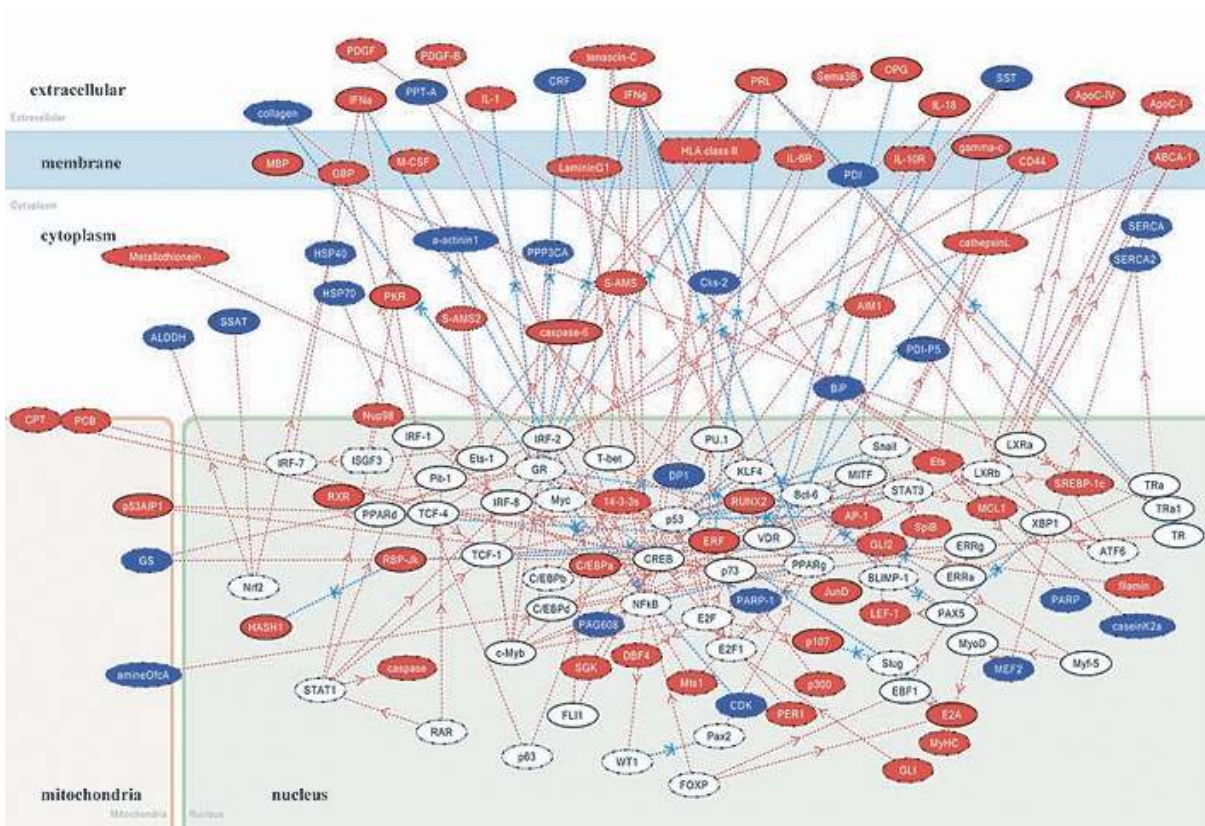 PDGF
PDGF-B
tenascin-C
extracellular
IFNa
PPT-A
IL-1
CRF
IFNg
PRL
Sema3B
OPG
SST
IL-18
ApoC-IV
ApoC-I
collagen
Extracellular
membrane
MBP
GBP
M-CSF
LamininG1
HLA class II
IL-6R
PDI
IL-10R
gamma-c
CD44
ABCA-1
Cytoplasm
cytoplasm
Metallothionein
HSP40
a-actnin1
PPP3CA
cathepsinL
SERCA
SERCA2
HSP70
PKR
S-AMS
Cks-2
AIM1
SSAT
ALDDH
S-AMS2
caspase-6
PDI-P5
BiP
CPT
PCB
Nup98
IRF-1
IRF-2
PU.1
Snail
LXRa
IRF-7
ISGF3
Ets-1
GR
T-bet
DP1
KLF4
MITF
Ets
LXRb
SREBP-1c
TRa
Pit-1
RXR
IRF-8
Myc
14-3-3s
RUNX2
Bcl-6
STAT3
MCL1
TRa1
p53AIP1
PPARd
TCF-4
p53
AP-1
SpiB
XBP1
TR
VDR
ERF
GLI2
ERRg
ATF6
GS
RBP-Jk
TCF-1
C/EBPa
CREB
p73
PPARg
BLIMP-1
ERRa
filamin
Nrf2
C/EBPb
C/EBPd
NFkB
PARP-1
JunD
LEF-1
PAX5
PARP
caseinK2a
HASH1
PAG608
E2F
E2F1
p107
MyoD
c-Myb
DBF4
Slug
MEF2
Myf-5
amineOfcA
STAT1
caspase
SGK
Mts1
p300
EBF1
CDK
PER1
E2A
FLI1
RAR
Pax2
MyHC
p63
WT1
GLI
FOXP
mitochondria
nucleus
Mitochondria
Nucleus